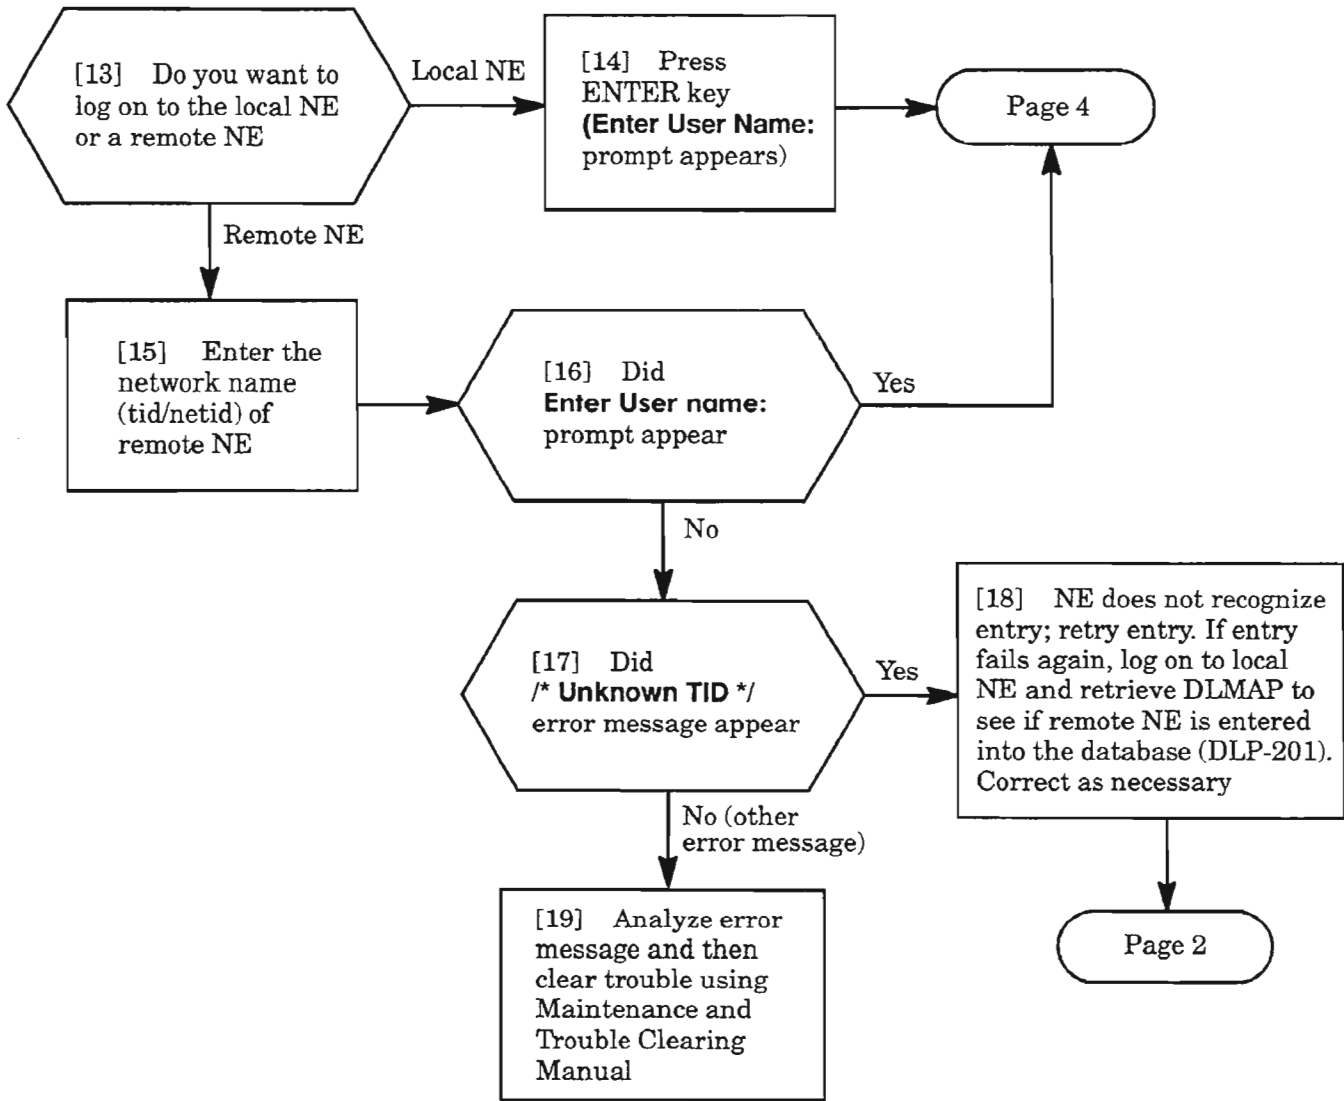 [13] Do you want to
log on to the local NE
or a remote NE
Local NE
[14] Press
ENTER key
(Enter User Name:
prompt appears)
Page 4
Remote NE
[15] Enter the
network name
(tid/netid) of
remote NE
[16] Did
Enter User name:
prompt appear
Yes
No
[17] Did
/* Unknown TID */
error message appear
Yes
[18] NE does not recognize
entry; retry entry. If entry
fails again, log on to local
NE and retrieve DLMAP to
see if remote NE is entered
into the database (DLP-201).
Correct as necessary
No (other
error message)
[19] Analyze error
message and then
clear trouble using
Maintenance and
Trouble Clearing
Manual
Page 2